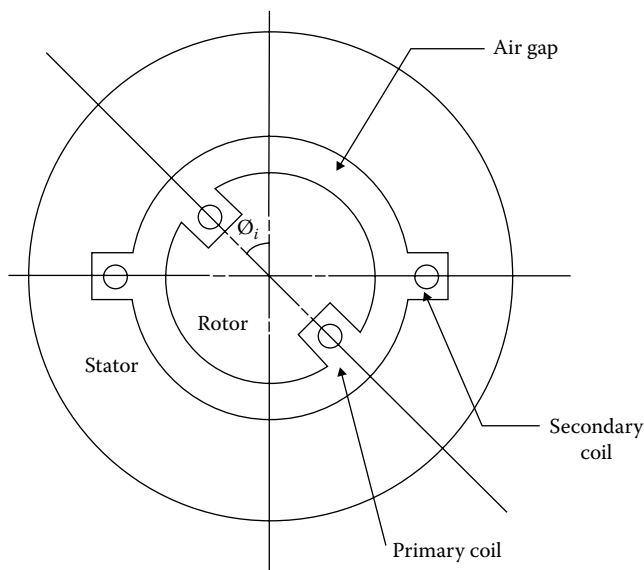 Air gap
Øi
Rotor
Stator
Secondary
coil
Primary coil